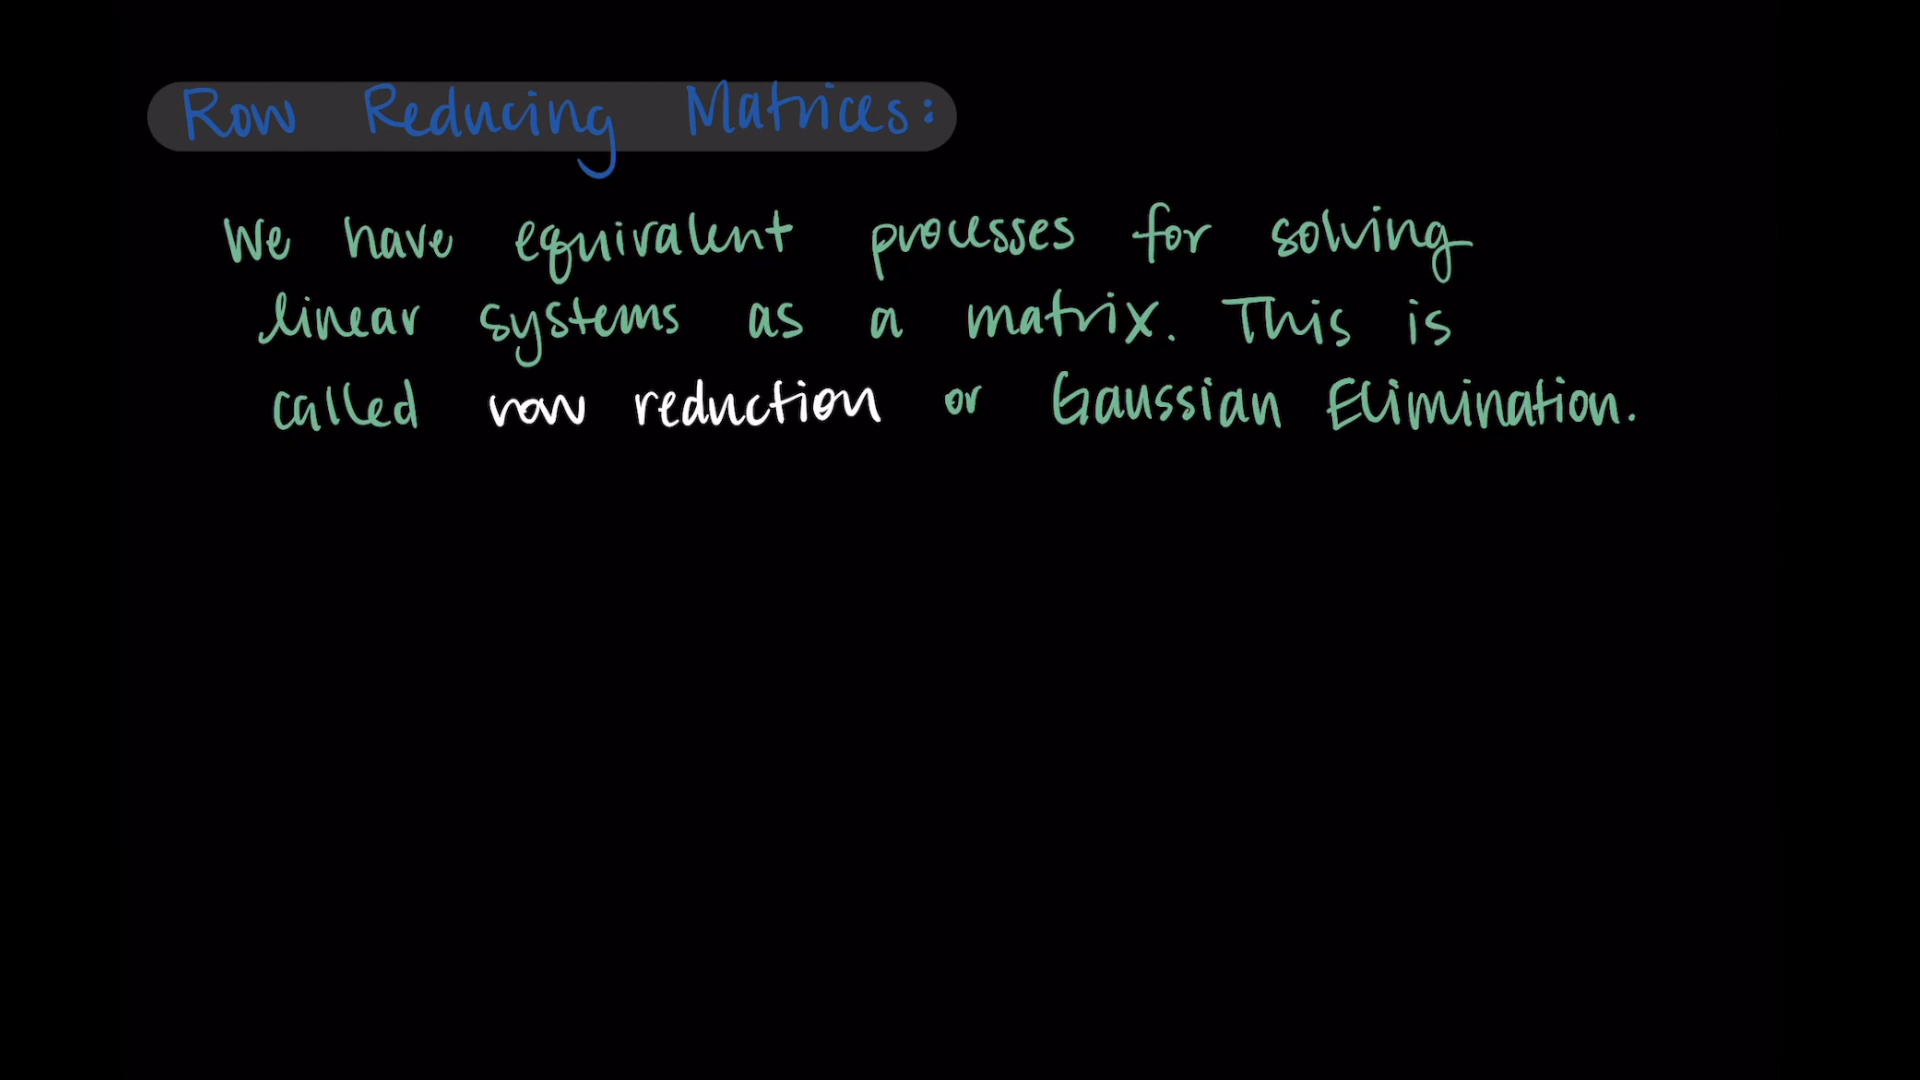 Row Reducing Matrices:
We have equivalent processes for solving
linear systems as a matrix. This is
called row reduction or Gaussian Elimination.